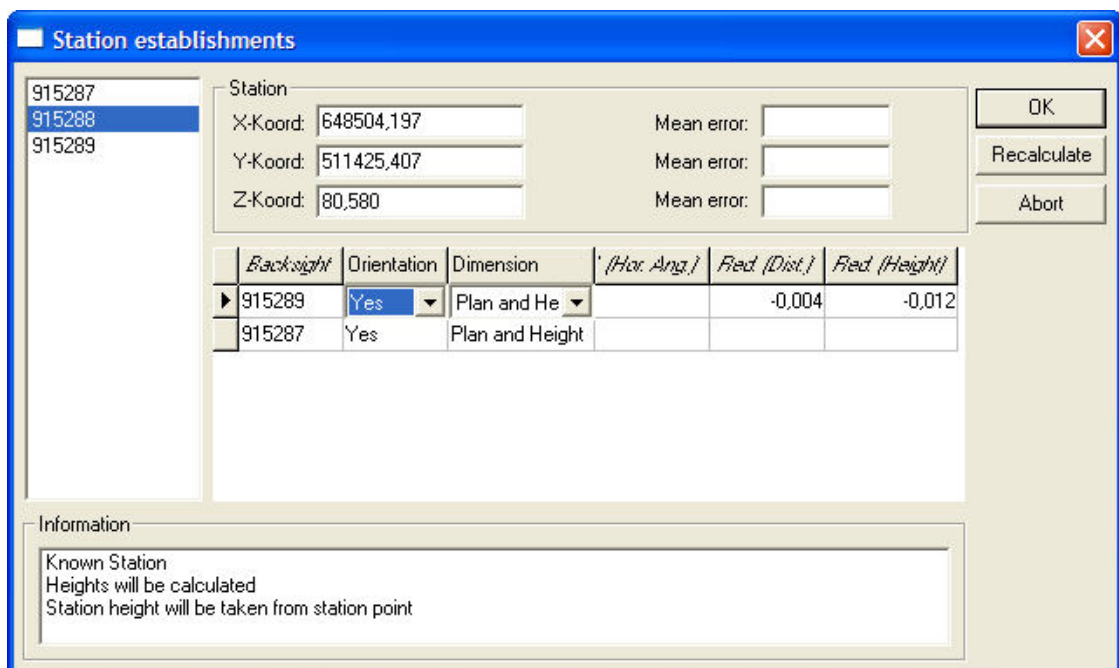 Station establishments
915287
915288
915289
Station
X-Koord: 648504,197 Mean error:
Y-Koord: 511425,407 Mean error:
Z-Koord: 80,580 Mean error:
OK
Recalculate
Abort
Backsight Orientation Dimension ' (Hor. Ang.) Red. (Dist.) Red. (Height)
915289 Yes Plan and He -0,004 -0,012
915287 Yes Plan and Height
Information
Known Station
Heights will be calculated
Station height will be taken from station point